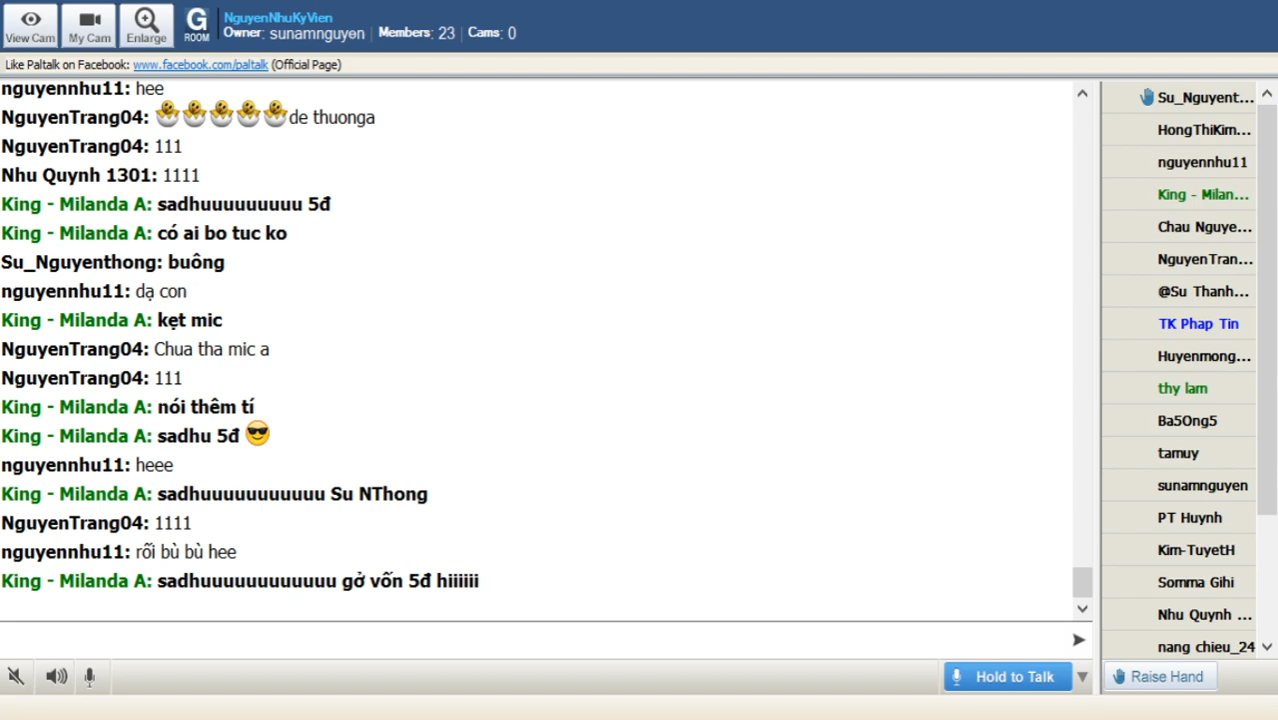 View Cam
My Cam
Enlarge
G
ROOM
NguyenNhuKyVien
Owner: sunamnguyen | Members: 23 | Cams: 0
Like Paltalk on Facebook: www.facebook.com/paltalk (Official Page)
nguyennhu11: hee
NguyenTrang04: de thuonga
NguyenTrang04: 111
Nhu Quynh 1301: 1111
King - Milanda A: sadhuuuuuuuuuu 5đ
King - Milanda A: có ai bo tuc ko
Su_Nguyenthong: buông
nguyennhu11: dạ con
King - Milanda A: kẹt mic
NguyenTrang04: Chua tha mic a
NguyenTrang04: 111
King - Milanda A: nói thêm tí
King - Milanda A: sadhu 5đ
nguyennhu11: heee
King - Milanda A: sadhuuuuuuuuuuuu Su NThong
NguyenTrang04: 1111
nguyennhu11: rồi bù bù hee
King - Milanda A: sadhuuuuuuuuuuuuu gở vốn 5đ hiiiiii
Su_Nguyent...
HongThiKim...
nguyennhu11
King - Milan...
Chau Nguye...
NguyenTran...
@Su Thanh...
TK Phap Tin
Huyenmong...
thy lam
Ba5Ong5
tamuy
sunamnguyen
PT Huynh
Kim-TuyetH
Somma Gihi
Nhu Quynh ...
nang chieu_24
Hold to Talk
Raise Hand